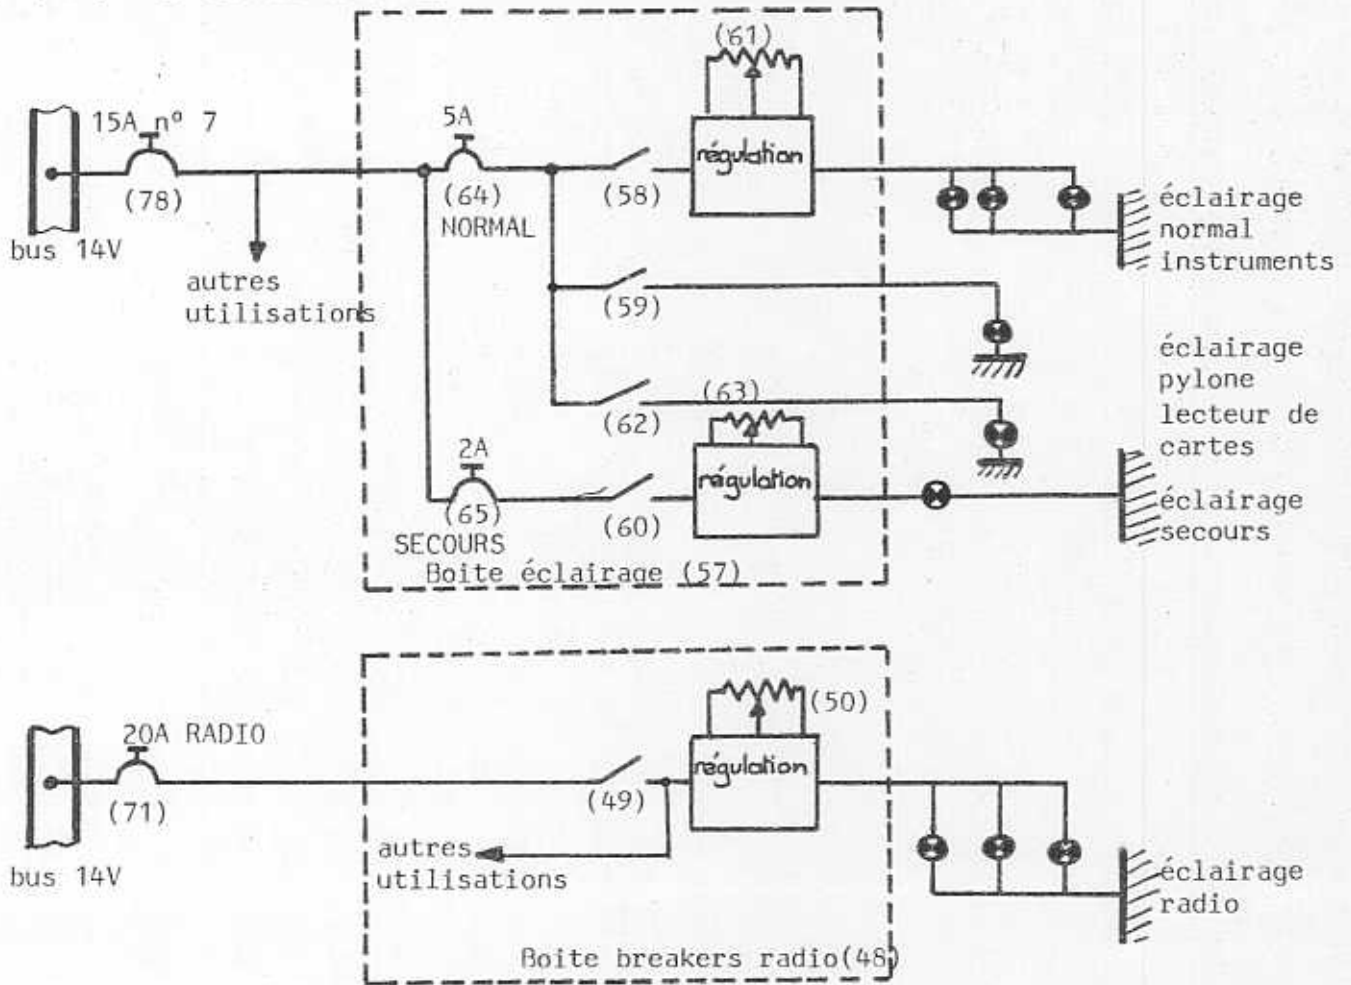 (61)
15A nº 7
5A
régulation
(78)
(64)
(58)
NORMAL
bus 14V
éclairage
normal
instruments
autres
utilisations
(59)
éclairage
pylone
(63)
(62)
lecteur de
cartes
2A
régulation
(65)
(60)
éclairage
secours
SECOURS
Boite éclairage (57)
20A RADIO
(50)
régulation
(71)
(49)
bus 14V
autres
utilisations
éclairage
radio
Boite breakers radio(48)